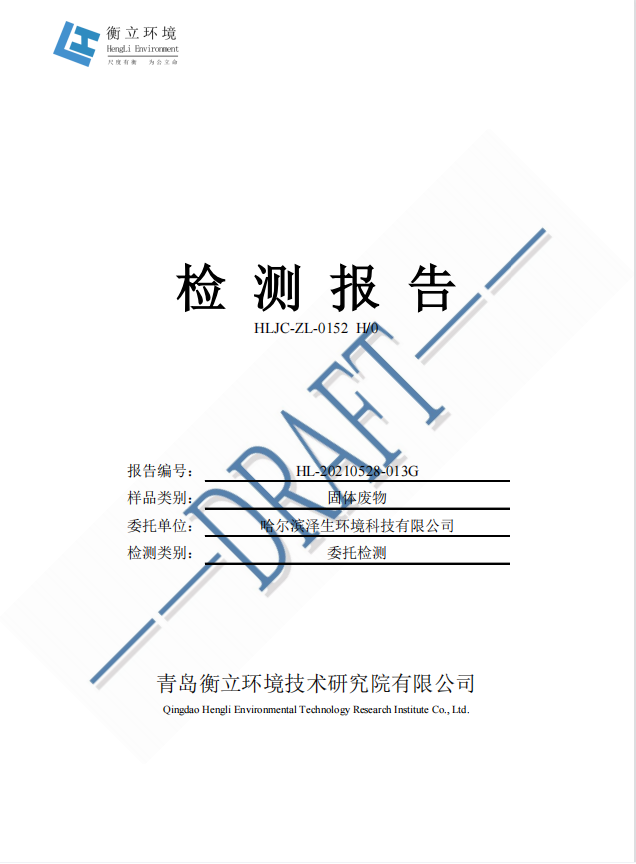 衡立环境
HengLi Environment
尺度有衡 为公立命
检测报告
HLJC-ZL-0152 H/0
报告编号： HL-20210528-013G
样品类别： 固体废物
委托单位： 哈尔滨泽生环境科技有限公司
检测类别： 委托检测
——DRAFT——
青岛衡立环境技术研究院有限公司
Qingdao Hengli Environmental Technology Research Institute Co., Ltd.